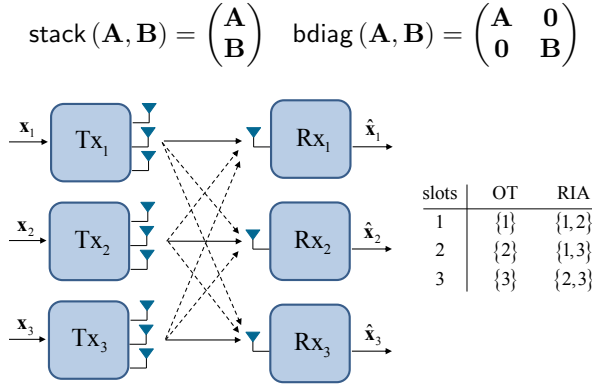 stack (A, B) = (A B) bdiag (A, B) = (A 0 0 B)
x₁ Tx₁ Rx₁ x̂₁
x₂ Tx₂ Rx₂ x̂₂
x₃ Tx₃ Rx₃ x̂₃
slots OT RIA
1 {1} {1, 2}
2 {2} {1, 3}
3 {3} {2, 3}